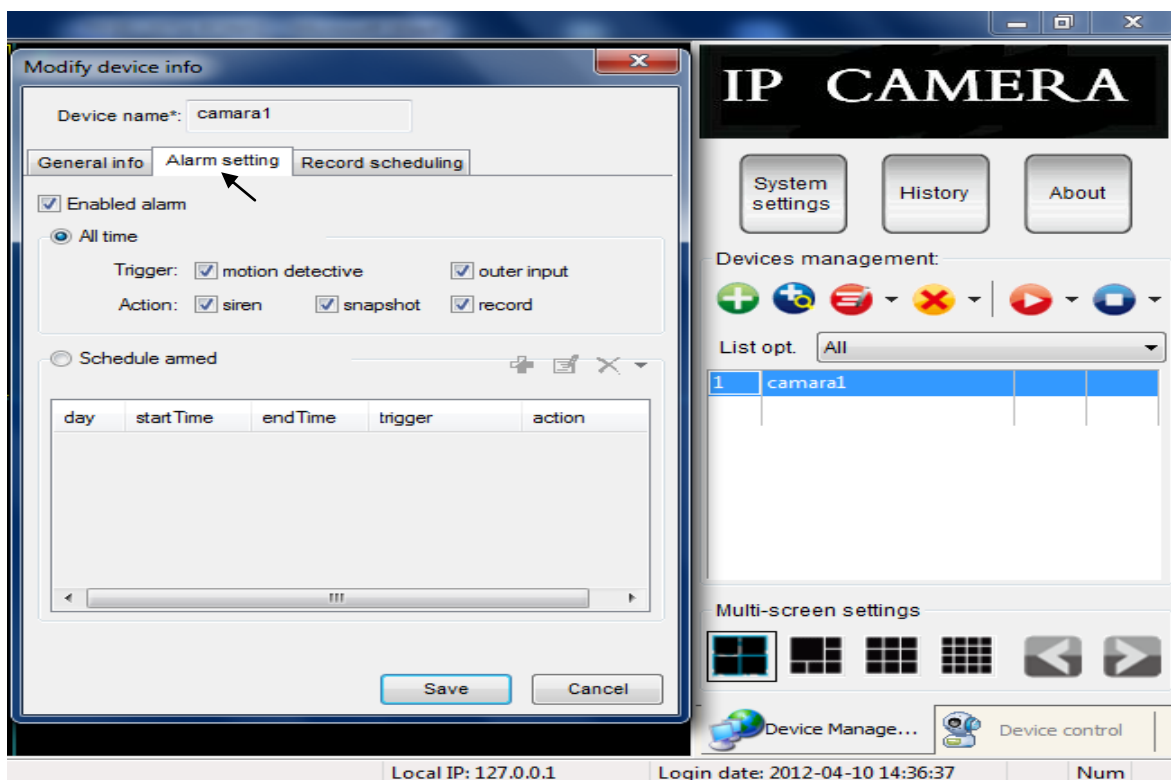 Modify device info
Device name*: camara1
General info Alarm setting Record scheduling
Enabled alarm
All time
Trigger: motion detective outer input
Action: siren snapshot record
Schedule armed
day startTime endTime trigger action
Save Cancel
IP CAMERA
System settings
History
About
Devices management:
List opt. All
1 camara1
Multi-screen settings
Device Manage... Device control
Local IP: 127.0.0.1 Login date: 2012-04-10 14:36:37 Num